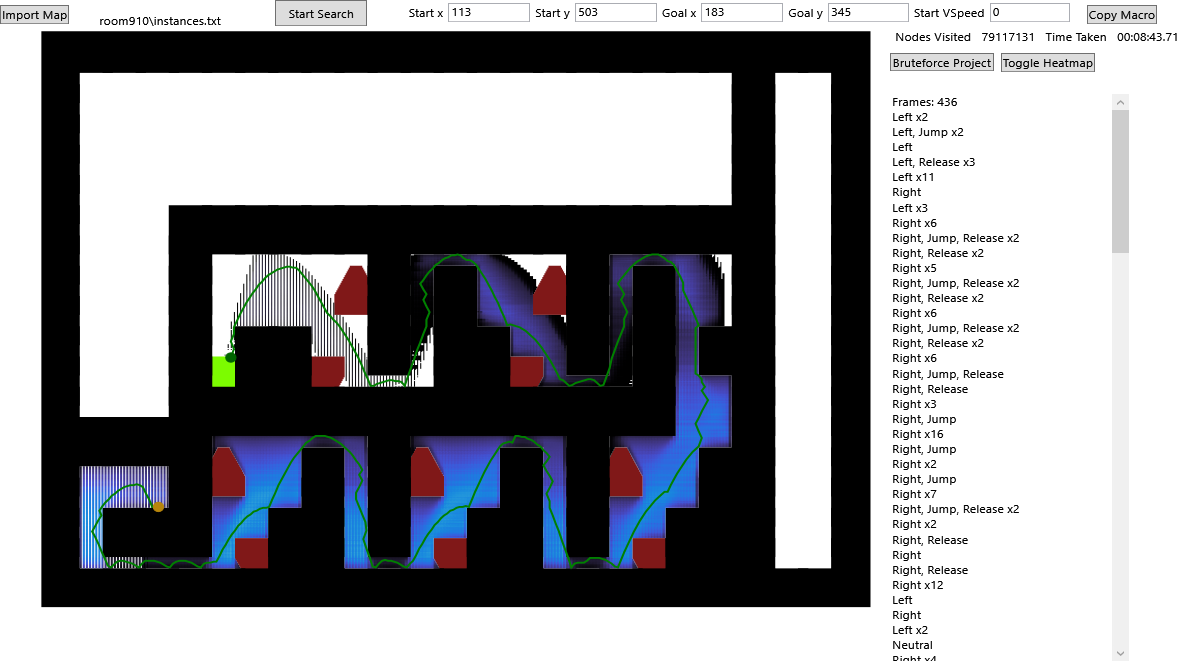 Import Map
room910\instances.txt
Start Search
Start x 113 Start y 503 Goal x 183 Goal y 345 Start VSpeed 0
Copy Macro
Nodes Visited 79117131 Time Taken 00:08:43.71
Bruteforce Project Toggle Heatmap
Frames: 436
Left x2
Left, Jump x2
Left
Left, Release x3
Left x11
Right
Left x3
Right x6
Right, Jump, Release x2
Right, Release x2
Right x5
Right, Jump, Release x2
Right, Release x2
Right x6
Right, Jump, Release x2
Right, Release x2
Right x6
Right, Jump, Release
Right, Release
Right x3
Right, Jump
Right x16
Right, Jump
Right x2
Right, Jump
Right x7
Right, Jump, Release x2
Right x2
Right, Release
Right
Right, Release
Right x12
Left
Right
Left x2
Neutral
Right x4